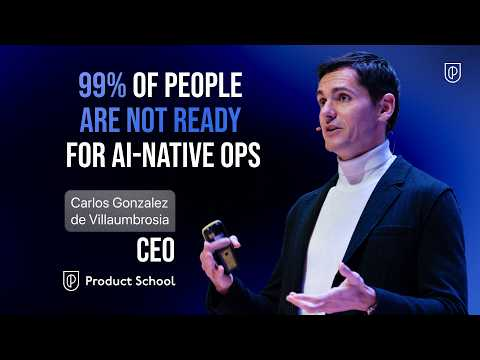 99% OF PEOPLE
ARE NOT READY
FOR AI-NATIVE OPS
Carlos Gonzalez
de Villaumbrosia
CEO
Product School